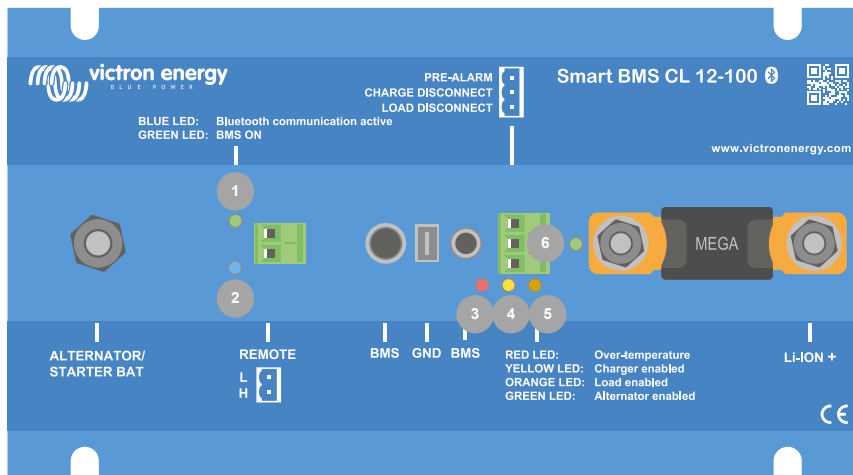 victron energy
BLUE POWER
PRE-ALARM
CHARGE DISCONNECT
LOAD DISCONNECT
Smart BMS CL 12-100
BLUE LED: Bluetooth communication active
GREEN LED: BMS ON
www.victronenergy.com
1
2
6
MEGA
3 4 5
ALTERNATOR/
STARTER BAT
REMOTE
L
H
BMS GND BMS
RED LED: Over-temperature
YELLOW LED: Charger enabled
ORANGE LED: Load enabled
GREEN LED: Alternator enabled
Li-ION +
CE